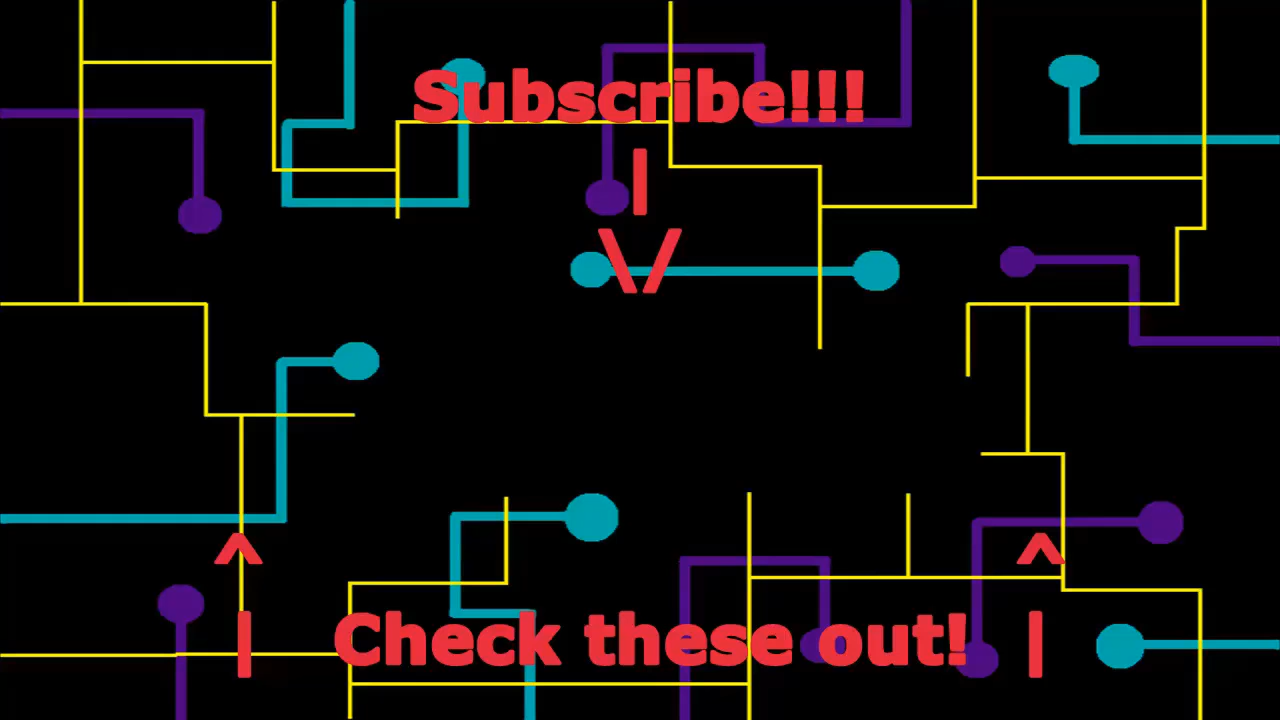 Subscribe!!!
|
\/
^ ^
| Check these out! |